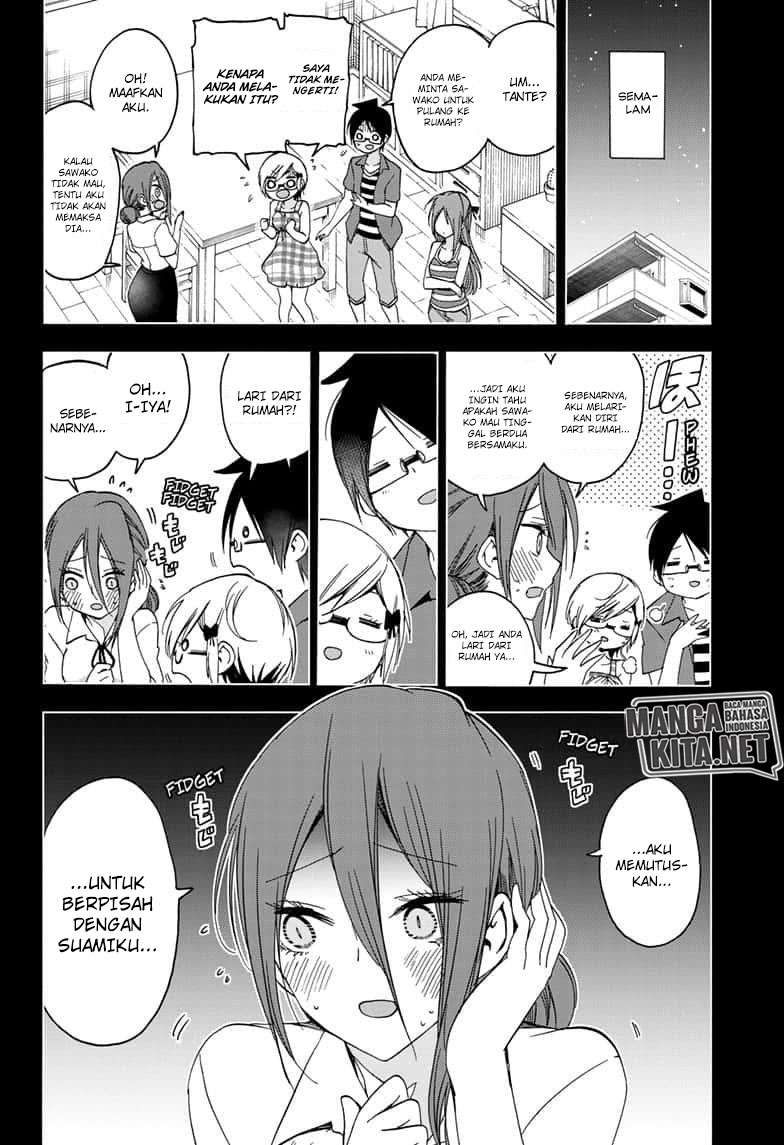 SEMA-
LAM
UM...
TANTE?
ANDA ME-
MINTA SA-
WAKO UNTUK
PULANG KE
RUMAH?
SAYA
TIDAK ME-
NGERTI!
KENAPA
ANDA MELA-
KUKAN ITU?
OH!
MAAFKAN
AKU.
KALAU
SAWAKO
TIDAK MAU,
TENTU AKU
TIDAK AKAN
MEMAKSA
DIA...
ほー...
PHEW
SEBENARNYA,
AKU MELARI-
KAN DIRI
DARI RUMAH...
...JADI AKU
INGIN TAHU
APAKAH SAWA-
KO MAU TING-
GAL BERDUA
BERSAMAKU.
OH, JADI ANDA
LARI DARI
RUMAH YA...
LARI DARI
RUMAH?!
FIDGET
FIDGET
もじもじ
OH...
I-IYA!
SEBE-
NARNYA...
MANGA
KITA.NET
BACA MANGA
BAHASA
INDONESIA
FIDGET
もじ
...AKU
MEMUTUS-
KAN...
FIDGET
もじ
...UNTUK
BERPISAH
DENGAN
SUAMIKU...